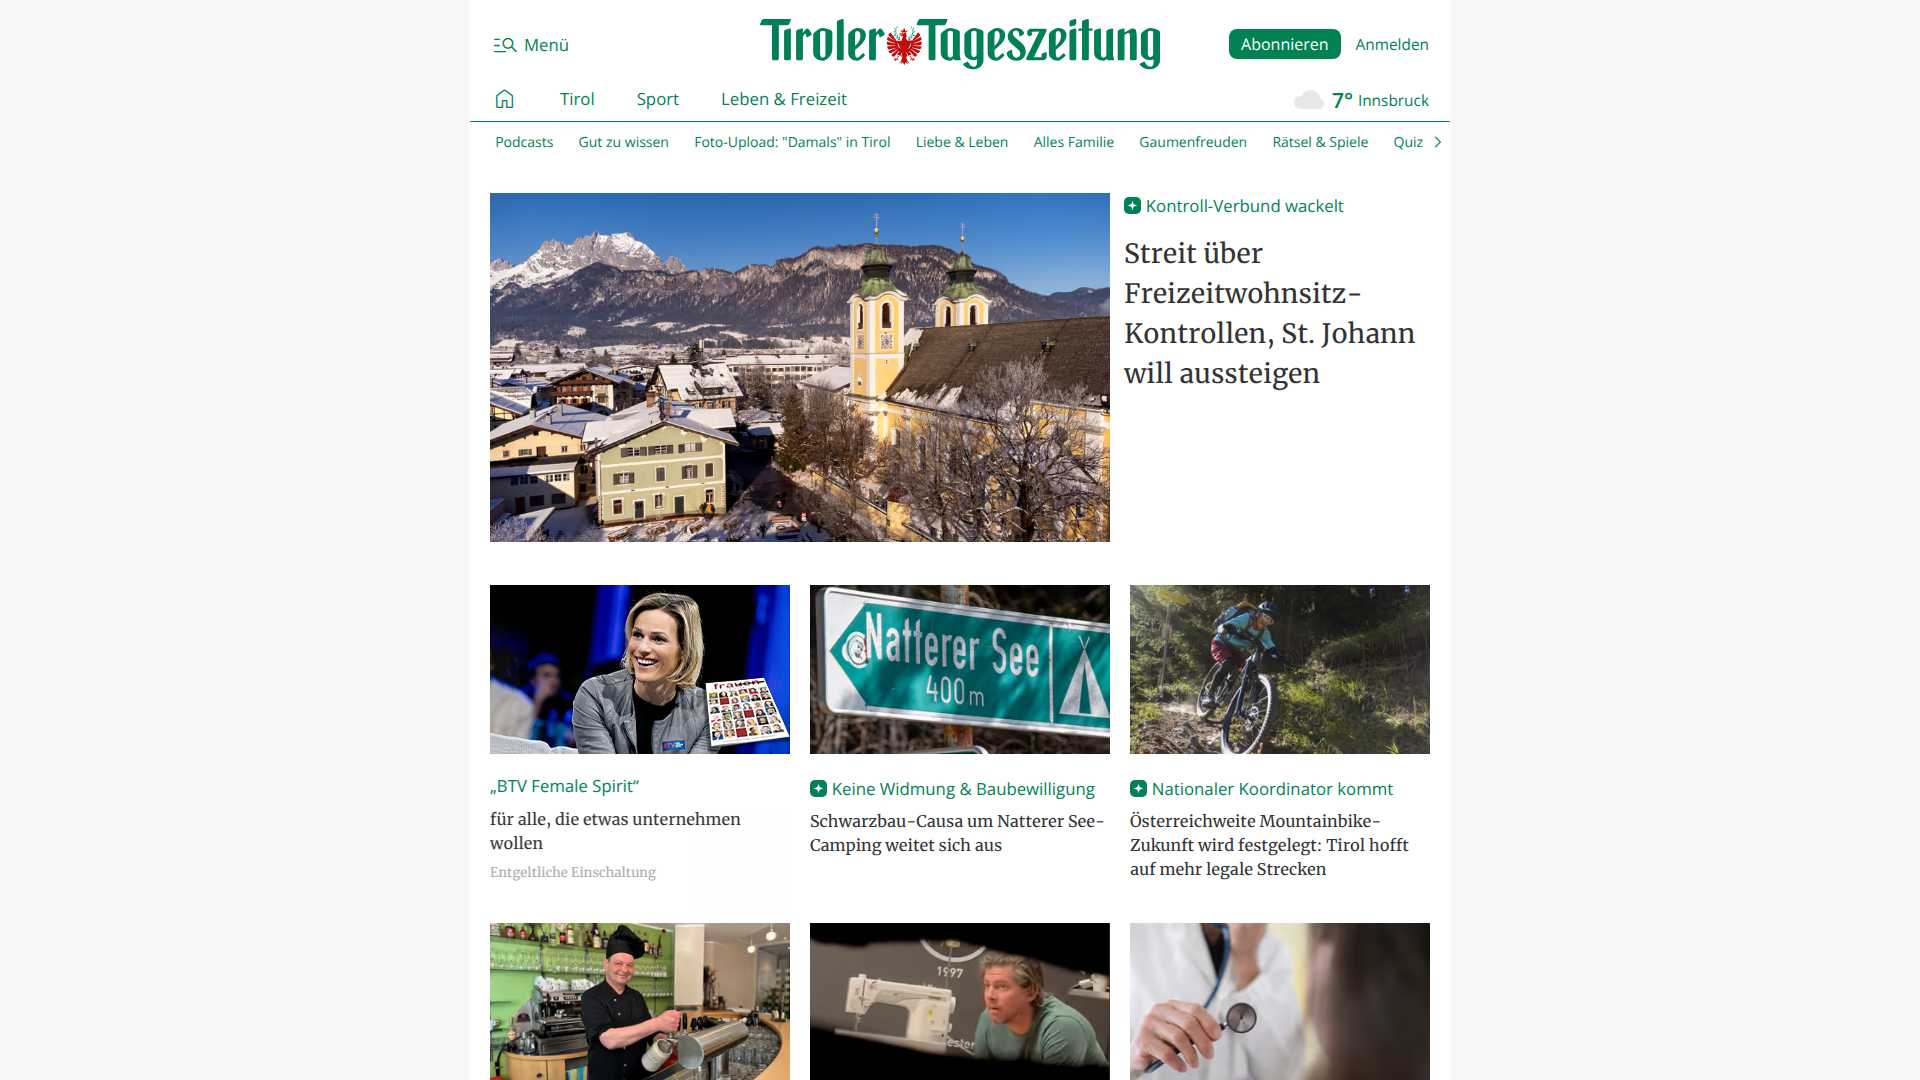 Menü
Tiroler Tageszeitung
Abonnieren
Anmelden
Tirol
Sport
Leben & Freizeit
7° Innsbruck
Podcasts
Gut zu wissen
Foto-Upload: "Damals" in Tirol
Liebe & Leben
Alles Familie
Gaumenfreuden
Rätsel & Spiele
Quiz
Kontroll-Verbund wackelt
Streit über
Freizeitwohnsitz-
Kontrollen, St. Johann
will aussteigen
frauen
Natterer See
400 m
„BTV Female Spirit“
für alle, die etwas unternehmen
wollen
Entgeltliche Einschaltung
Keine Widmung & Baubewilligung
Schwarzbau-Causa um Natterer See-
Camping weitet sich aus
Nationaler Koordinator kommt
Österreichweite Mountainbike-
Zukunft wird festgelegt: Tirol hofft
auf mehr legale Strecken
1997